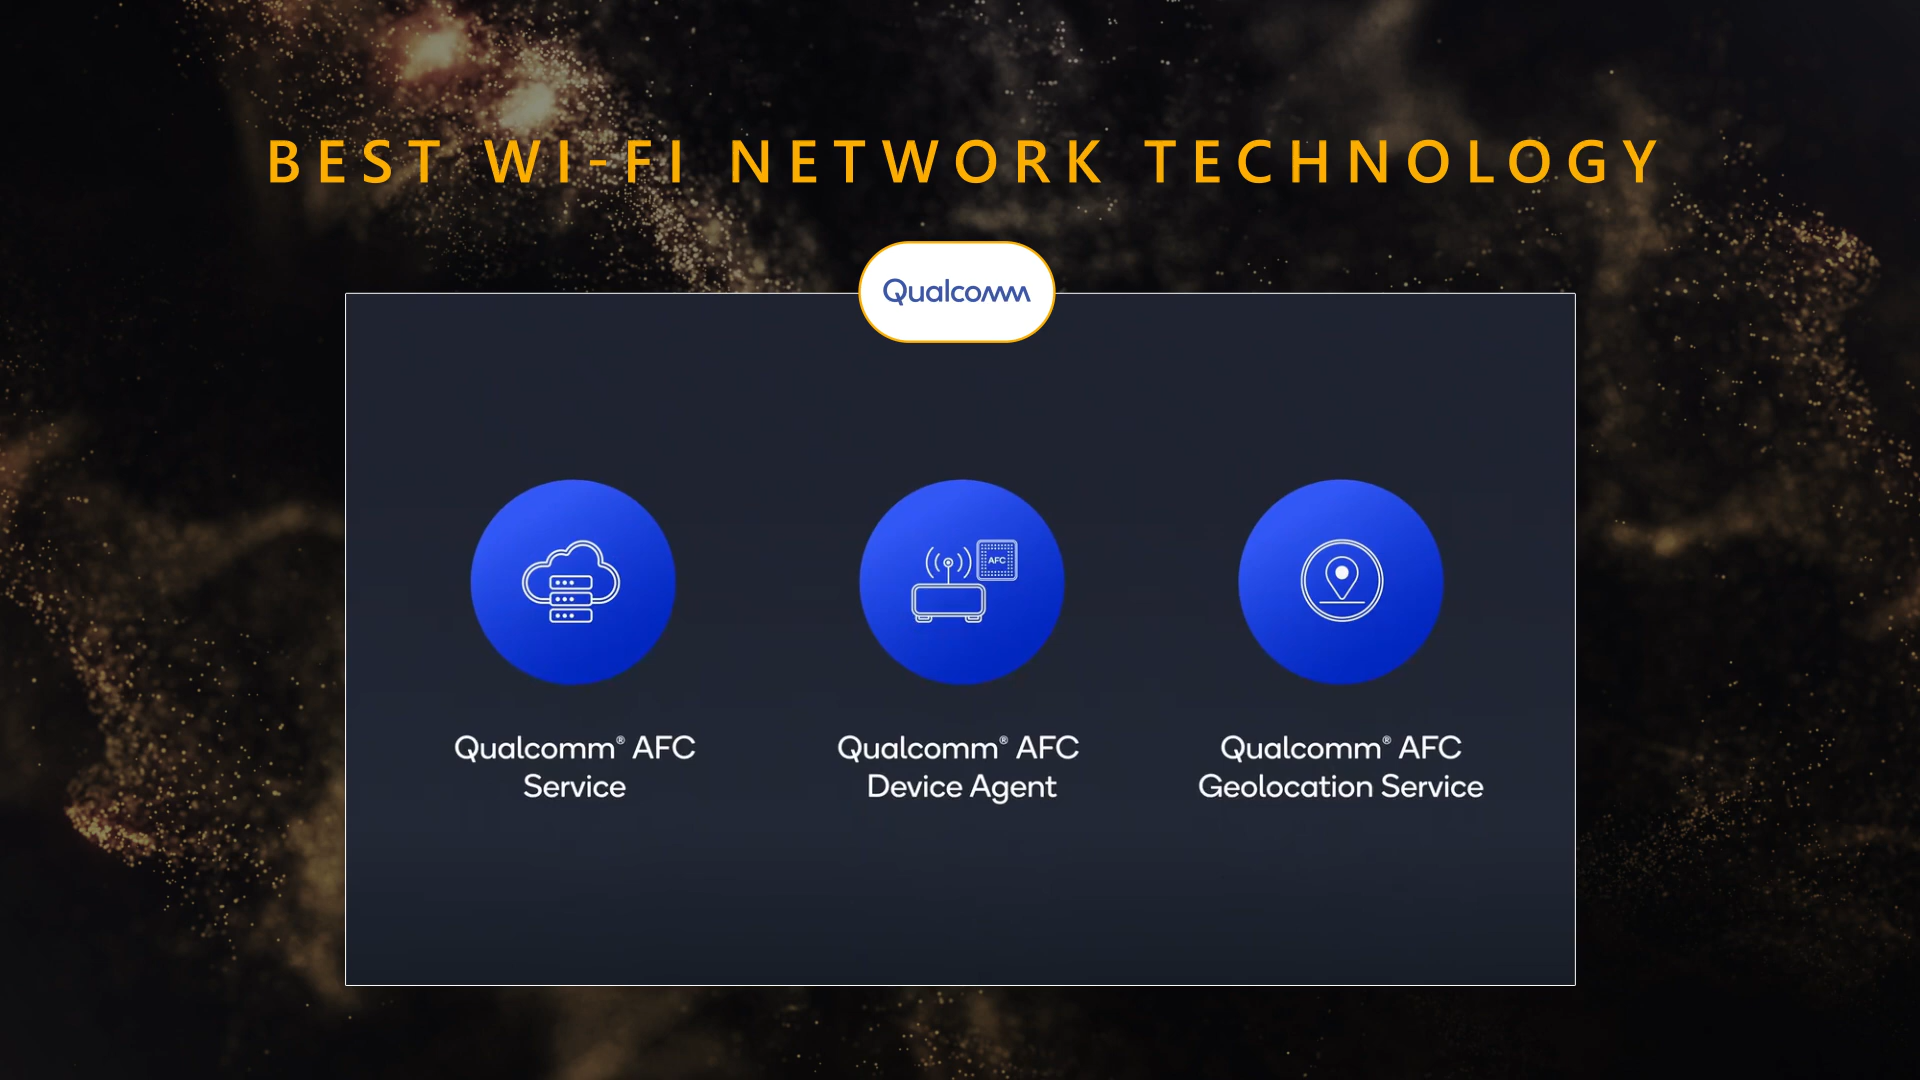 BEST WI-FI NETWORK TECHNOLOGY
Qualcomm
AFC
Qualcomm® AFC
Service
Qualcomm® AFC
Device Agent
Qualcomm® AFC
Geolocation Service